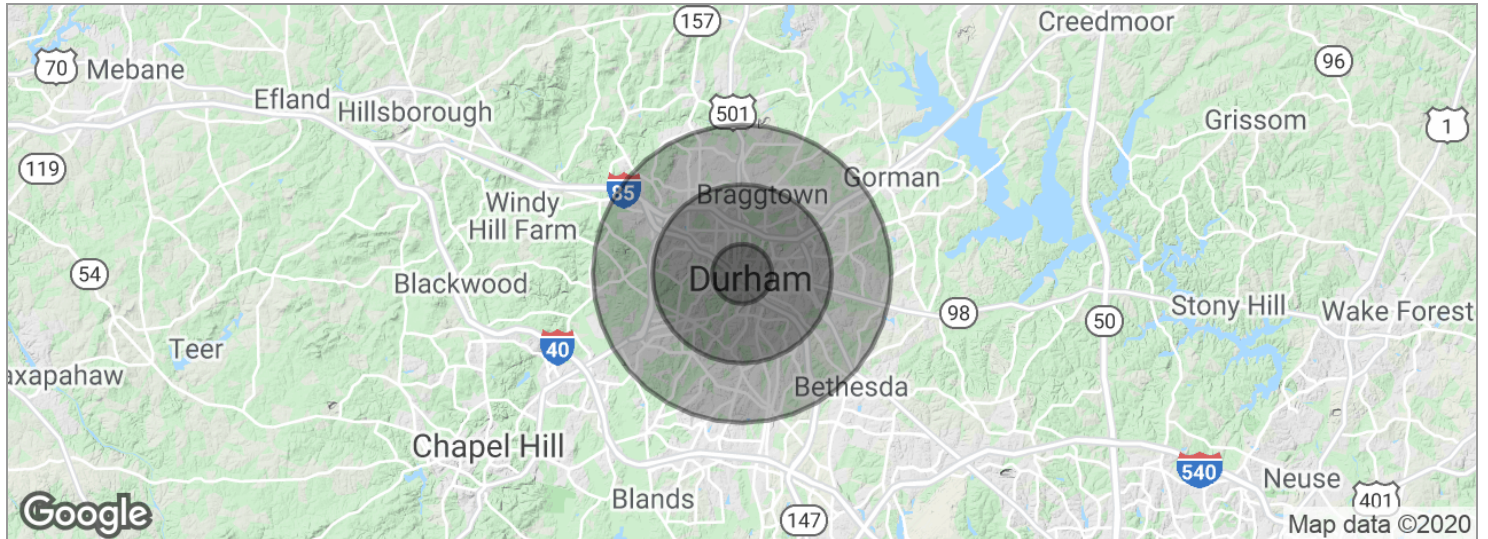 157
Creedmoor
70
Mebane
96
Efland
Hillsborough
501
Grissom
1
119
85
Braggtown
Gorman
Windy
Hill Farm
54
Blackwood
Durham
98
50
Stony Hill
Wake Forest
40
Teer
axapahaw
Bethesda
Chapel Hill
540
Neuse
Blands
401
147
Google
Map data ©2020